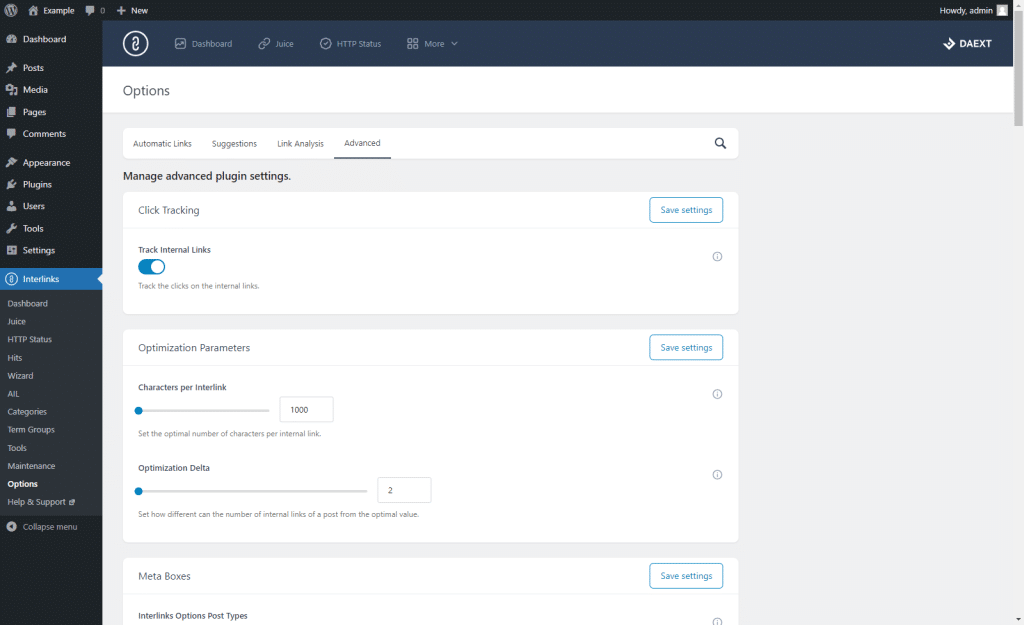 Example
0
New
Howdy, admin
Dashboard
Posts
Media
Pages
Comments
Appearance
Plugins
Users
Tools
Settings
Interlinks
Dashboard
Juice
HTTP Status
Hits
Wizard
AIL
Categories
Term Groups
Tools
Maintenance
Options
Help & Support
Collapse menu
Dashboard
Juice
HTTP Status
More
DAEXT
Options
Automatic Links
Suggestions
Link Analysis
Advanced
Manage advanced plugin settings.
Click Tracking
Save settings
Track Internal Links
Track the clicks on the internal links.
Optimization Parameters
Save settings
Characters per Interlink
1000
Set the optimal number of characters per internal link.
Optimization Delta
2
Set how different can the number of internal links of a post from the optimal value.
Meta Boxes
Save settings
Interlinks Options Post Types